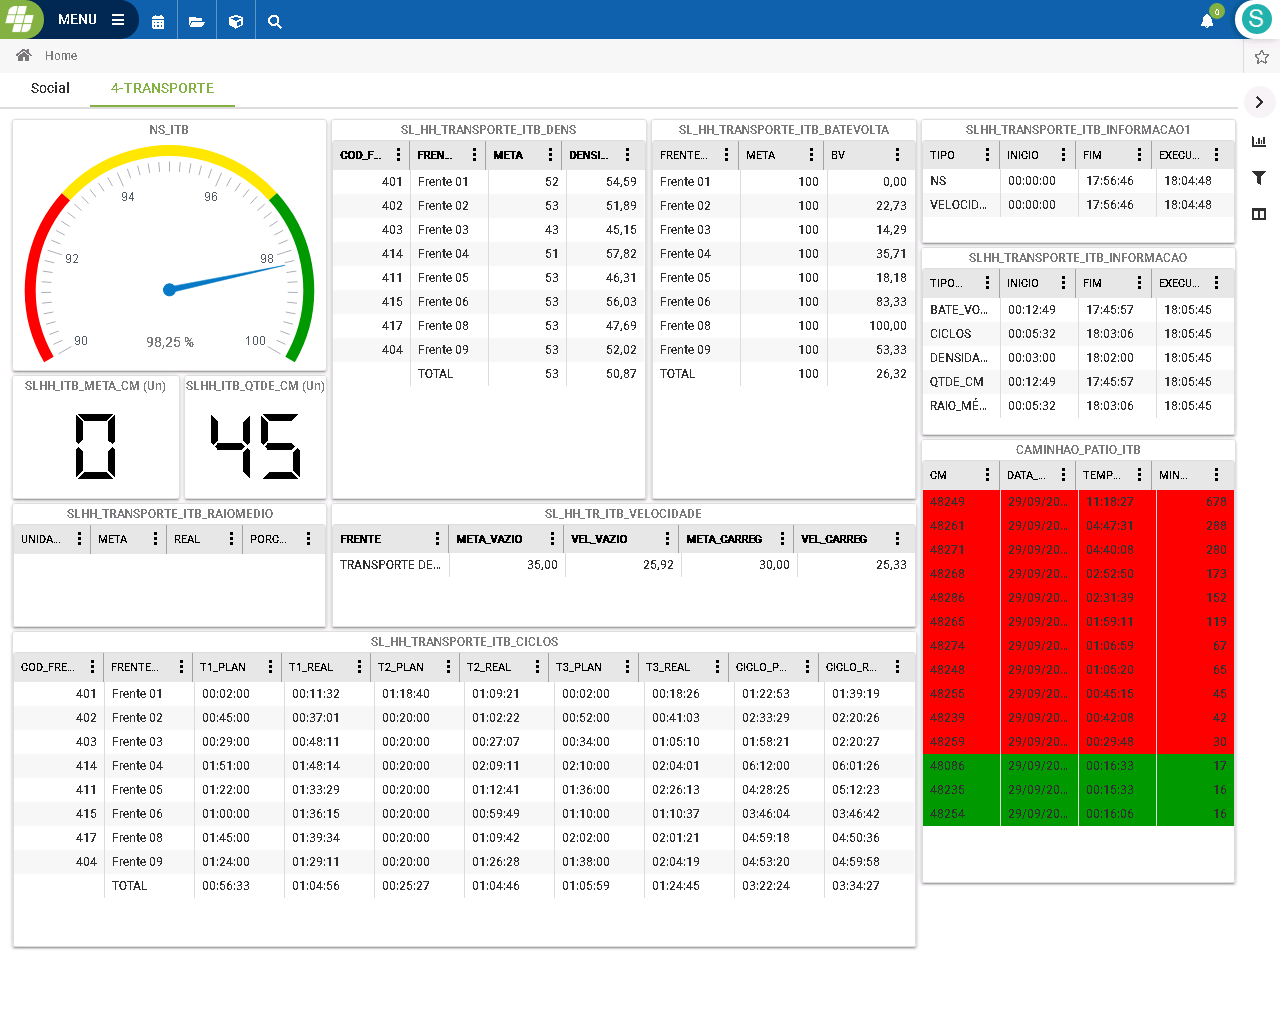 MENU
0
S
Home
Social
4-TRANSPORTE
NS_ITB
94
96
92
98
90
98,25 %
100
SLHH_ITB_META_CM (Un)
0
SLHH_ITB_QTDE_CM (Un)
45
SL_HH_TRANSPORTE_ITB_DENS
COD_F... FREN... META DENSI...
401 Frente 01 52 54,59
402 Frente 02 53 51,89
403 Frente 03 43 45,15
414 Frente 04 51 57,82
411 Frente 05 53 46,31
415 Frente 06 53 56,03
417 Frente 08 53 47,69
404 Frente 09 53 52,02
TOTAL 53 50,87
SL_HH_TRANSPORTE_ITB_BATEVOLTA
FRENTE... META BV
Frente 01 100 0,00
Frente 02 100 22,73
Frente 03 100 14,29
Frente 04 100 35,71
Frente 05 100 18,18
Frente 06 100 83,33
Frente 08 100 100,00
Frente 09 100 53,33
TOTAL 100 26,32
SLHH_TRANSPORTE_ITB_INFORMACAO1
TIPO INICIO FIM EXECU...
NS 00:00:00 17:56:46 18:04:48
VELOCID... 00:00:00 17:56:46 18:04:48
SLHH_TRANSPORTE_ITB_INFORMACAO
TIPO... INICIO FIM EXECU...
BATE_VO... 00:12:49 17:45:57 18:05:45
CICLOS 00:05:32 18:03:06 18:05:45
DENSIDA... 00:03:00 18:02:00 18:05:45
QTDE_CM 00:12:49 17:45:57 18:05:45
RAIO_MÉ... 00:05:32 18:03:06 18:05:45
CAMINHAO_PATIO_ITB
CM DATA_... TEMP... MIN...
48249 29/09/20... 11:18:27 678
48261 29/09/20... 04:47:31 288
48271 29/09/20... 04:40:08 280
48268 29/09/20... 02:52:50 173
48286 29/09/20... 02:31:39 152
48265 29/09/20... 01:59:11 119
48274 29/09/20... 01:06:59 67
48248 29/09/20... 01:05:20 65
48255 29/09/20... 00:45:15 45
48239 29/09/20... 00:42:08 42
48259 29/09/20... 00:29:48 30
48086 29/09/20... 00:16:33 17
48235 29/09/20... 00:15:33 16
48254 29/09/20... 00:16:06 16
SLHH_TRANSPORTE_ITB_RAIOMEDIO
UNIDA... META REAL PORC...
SL_HH_TR_ITB_VELOCIDADE
FRENTE META_VAZIO VEL_VAZIO META_CARREG VEL_CARREG
TRANSPORTE DE... 35,00 25,92 30,00 25,33
SL_HH_TRANSPORTE_ITB_CICLOS
COD_FRE... FRENTE... T1_PLAN T1_REAL T2_PLAN T2_REAL T3_PLAN T3_REAL CICLO_P... CICLO_R...
401 Frente 01 00:02:00 00:11:32 01:18:40 01:09:21 00:02:00 00:18:26 01:22:53 01:39:19
402 Frente 02 00:45:00 00:37:01 00:20:00 01:02:22 00:52:00 00:41:03 02:33:29 02:20:26
403 Frente 03 00:29:00 00:48:11 00:20:00 00:27:07 00:34:00 01:05:10 01:58:21 02:20:27
414 Frente 04 01:51:00 01:48:14 00:20:00 02:09:11 02:10:00 02:04:01 06:12:00 06:01:26
411 Frente 05 01:22:00 01:33:29 00:20:00 01:12:41 01:36:00 02:26:13 04:28:25 05:12:23
415 Frente 06 01:00:00 01:36:15 00:20:00 00:59:49 01:10:00 01:10:37 03:46:04 03:46:42
417 Frente 08 01:45:00 01:39:34 00:20:00 01:09:42 02:02:00 02:01:21 04:59:18 04:50:36
404 Frente 09 01:24:00 01:29:11 00:20:00 01:26:28 01:38:00 02:04:19 04:53:20 04:59:58
TOTAL 00:56:33 01:04:56 00:25:27 01:04:46 01:05:59 01:24:45 03:22:24 03:34:27